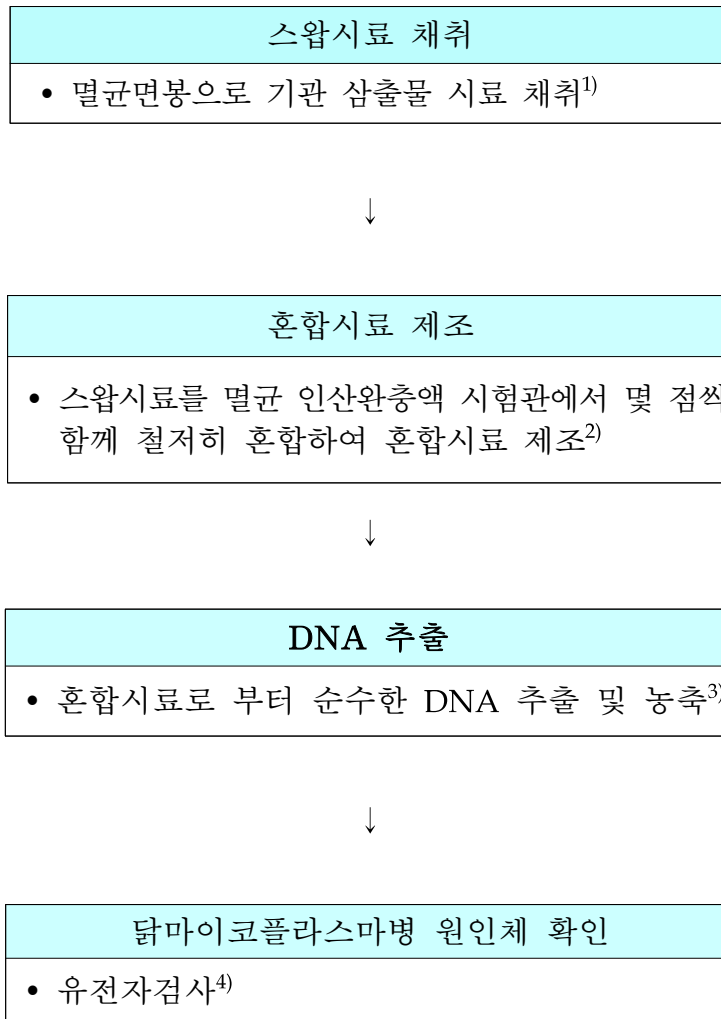 스왑시료 채취
• 멸균면봉으로 기관 삼출물 시료 채취1)
↓
혼합시료 제조
• 스왑시료를 멸균 인산완충액 시험관에서 몇 점씩
함께 철저히 혼합하여 혼합시료 제조2)
↓
DNA 추출
• 혼합시료로 부터 순수한 DNA 추출 및 농축3)
↓
닭마이코플라스마병 원인체 확인
• 유전자검사4)